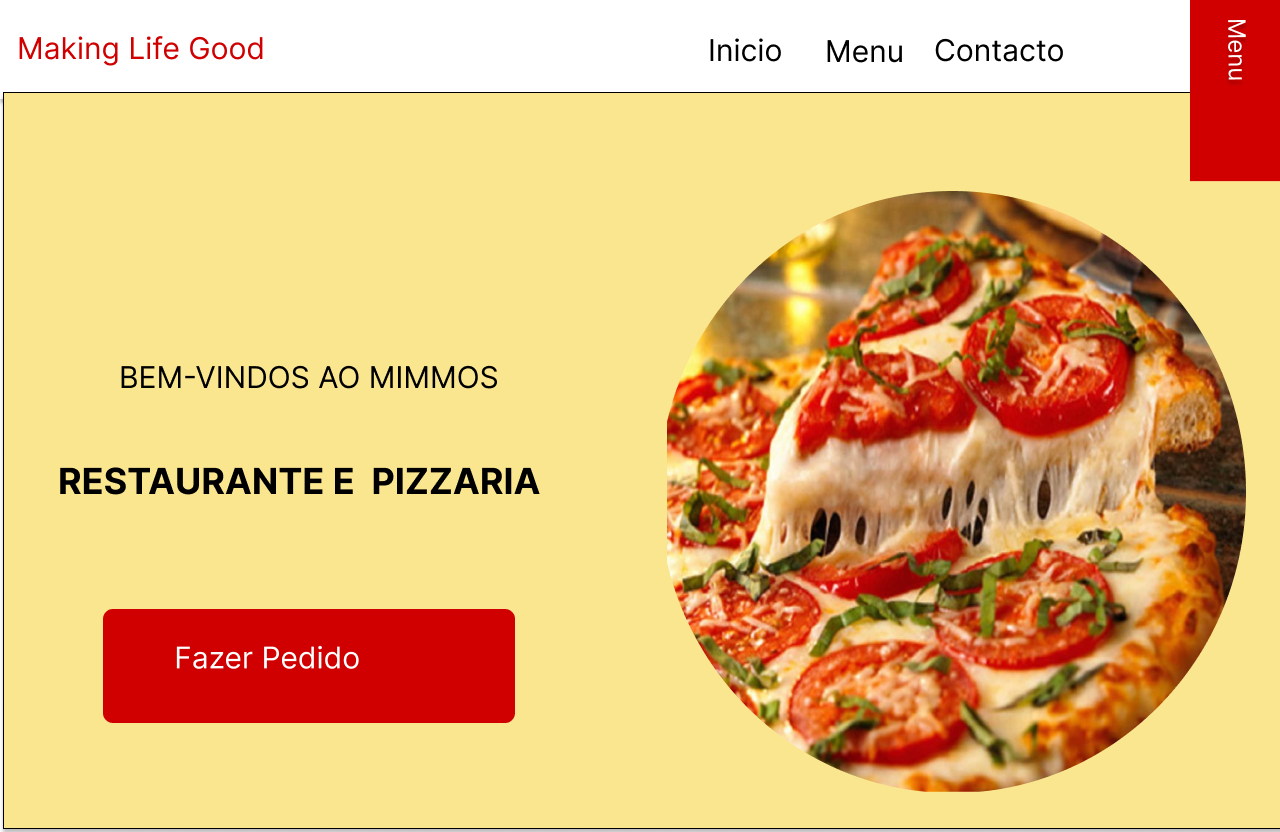 Making Life Good
Inicio Menu Contacto
Menu
BEM-VINDOS AO MIMMOS
RESTAURANTE E  PIZZARIA
Fazer Pedido